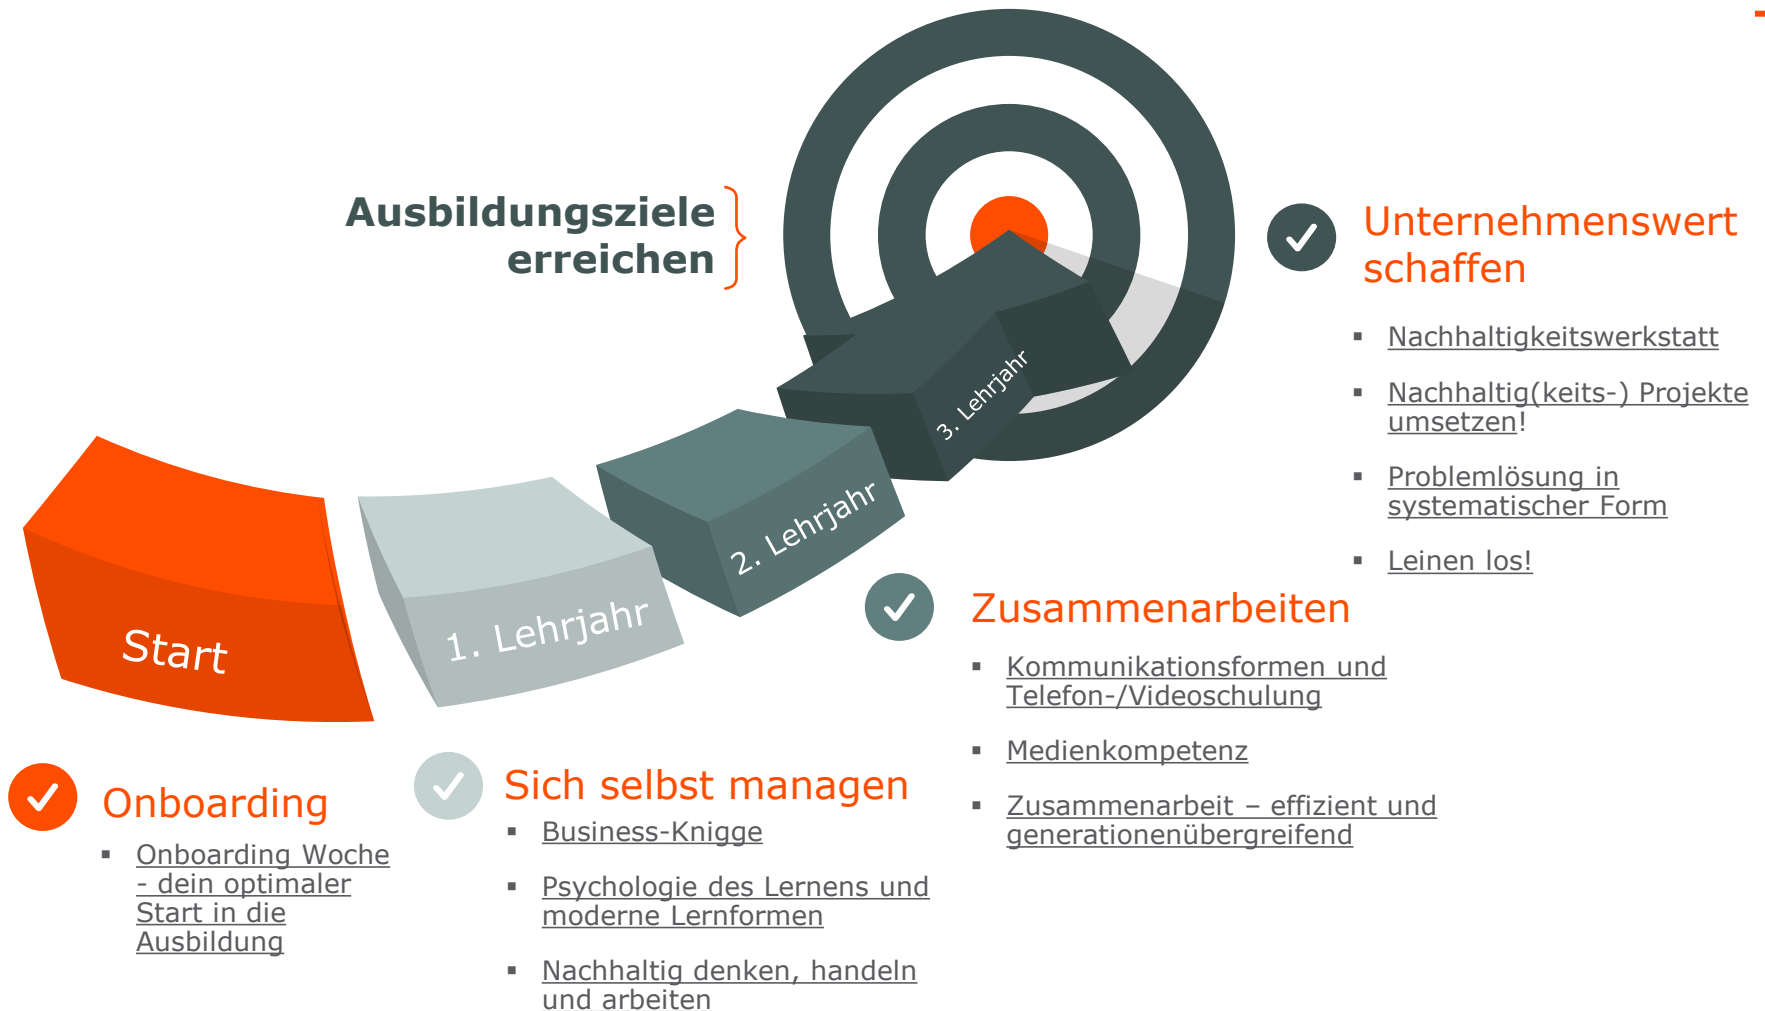 Ausbildungsziele
erreichen
Start
1. Lehrjahr
2. Lehrjahr
3. Lehrjahr
Onboarding
▪ Onboarding Woche
- dein optimaler
Start in die
Ausbildung
Sich selbst managen
▪ Business-Knigge
▪ Psychologie des Lernens und
moderne Lernformen
▪ Nachhaltig denken, handeln
und arbeiten
Zusammenarbeiten
▪ Kommunikationsformen und
Telefon-/Videoschulung
▪ Medienkompetenz
▪ Zusammenarbeit – effizient und
generationenübergreifend
Unternehmenswert
schaffen
▪ Nachhaltigkeitswerkstatt
▪ Nachhaltig(keits-) Projekte
umsetzen!
▪ Problemlösung in
systematischer Form
▪ Leinen los!